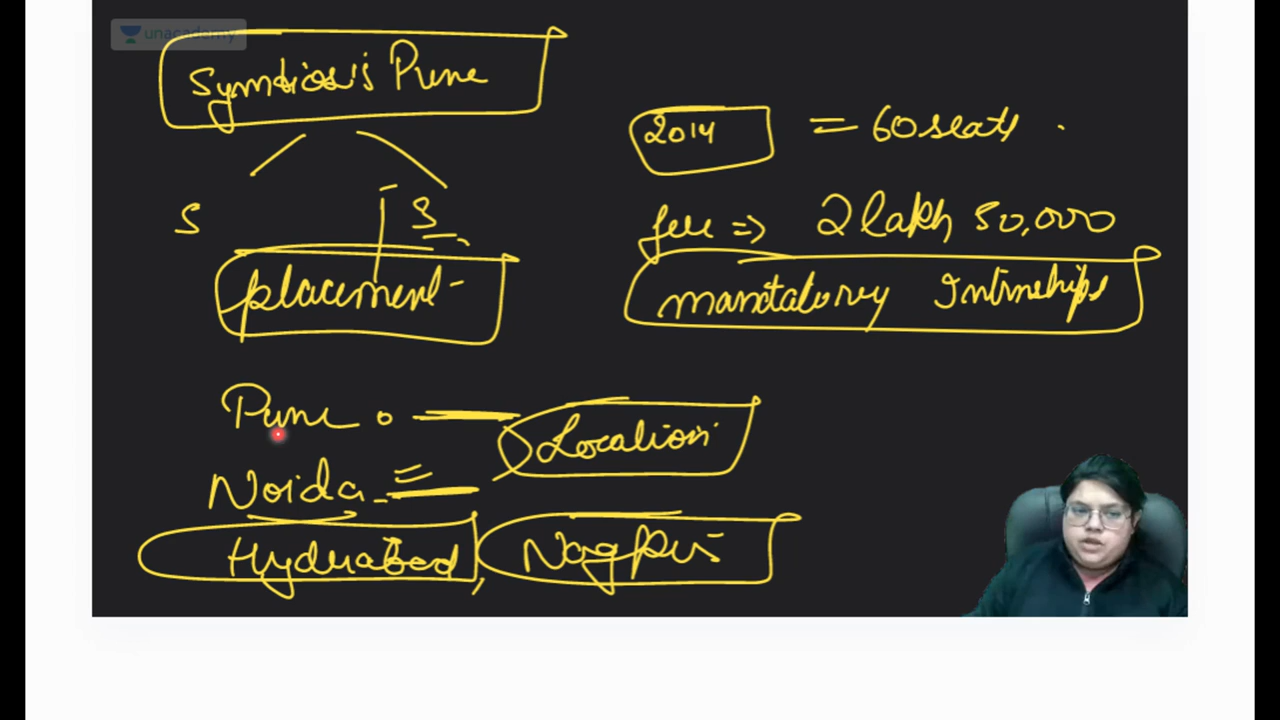 unacademy
Symbiosis Pune
2014 = 60 seats
S S
fee => 2 lakh 50,000
placement
mandatory Internships
Pune
Location
Noida
Hyderabad, Nagpur